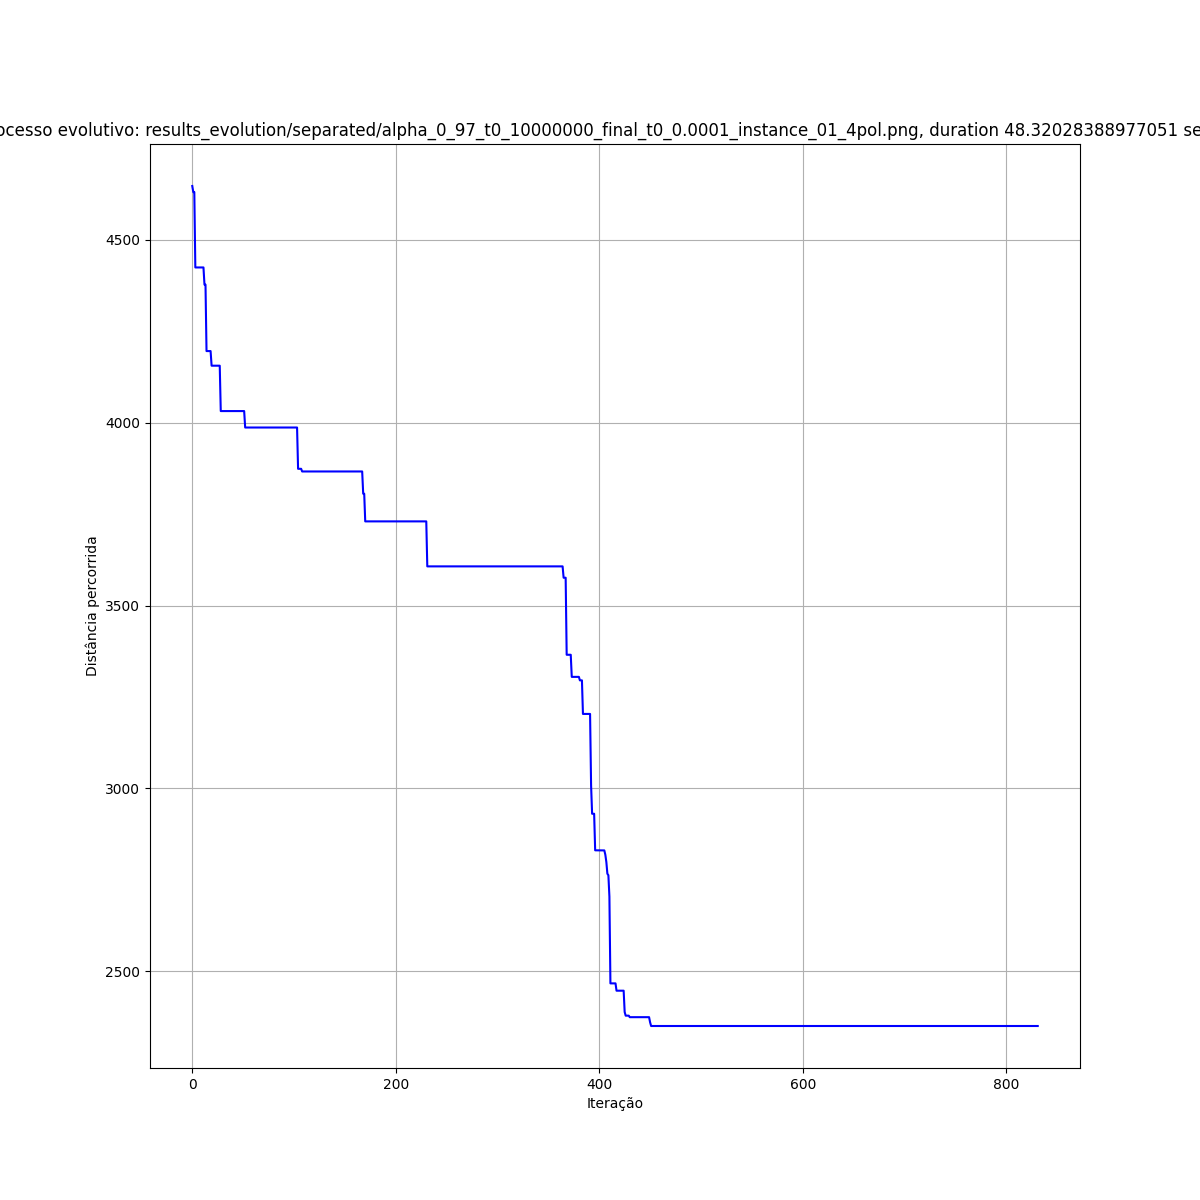 ocesso evolutivo: results_evolution/separated/alpha_0_97_t0_10000000_final_t0_0.0001_instance_01_4pol.png, duration 48.32028388977051 se
4500
4000
3500
3000
2500
Distância percorrida
0 200 400 600 800
Iteração